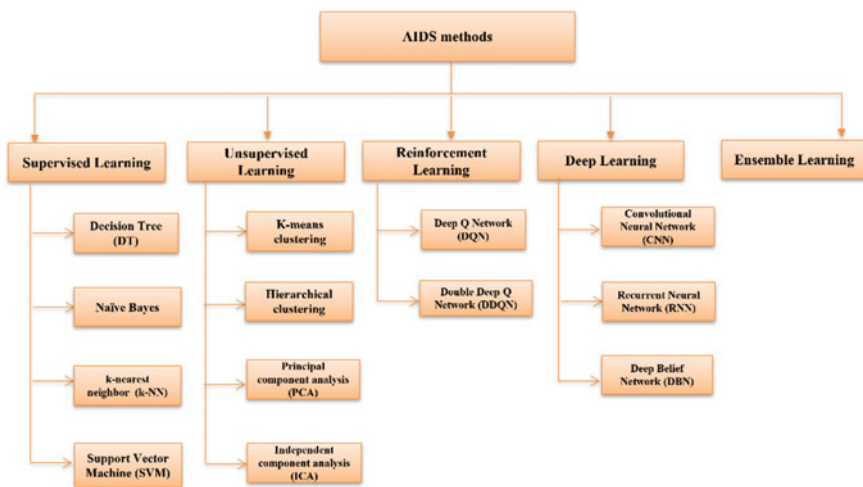 AIDS methods
Supervised Learning
Decision Tree
(DT)
Naïve Bayes
k-nearest
neighbor (k-NN)
Support Vector
Machine (SVM)
Unsupervised
Learning
K-means
clustering
Hierarchical
clustering
Principal
component analysis
(PCA)
Independent
component analysis
(ICA)
Reinforcement
Learning
Deep Q Network
(DQN)
Double Deep Q
Network (DDQN)
Deep Learning
Convolutional
Neural Network
(CNN)
Recurrent Neural
Network (RNN)
Deep Belief
Network (DBN)
Ensemble Learning